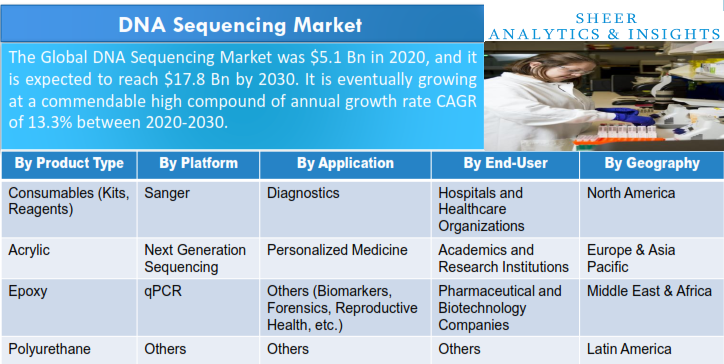 DNA Sequencing Market
SHEER
ANALYTICS & INSIGHTS
The Global DNA Sequencing Market was $5.1 Bn in 2020, and it
is expected to reach $17.8 Bn by 2030. It is eventually growing
at a commendable high compound of annual growth rate CAGR
of 13.3% between 2020-2030.
By Product Type By Platform By Application By End-User By Geography
Consumables (Kits,
Reagents)
Sanger
Diagnostics
Hospitals and
Healthcare
Organizations
North America
Acrylic
Next Generation
Sequencing
Personalized Medicine
Academics and
Research Institutions
Europe & Asia
Pacific
Epoxy
qPCR
Others (Biomarkers,
Forensics, Reproductive
Health, etc.)
Pharmaceutical and
Biotechnology
Companies
Middle East & Africa
Polyurethane
Others
Others
Others
Latin America